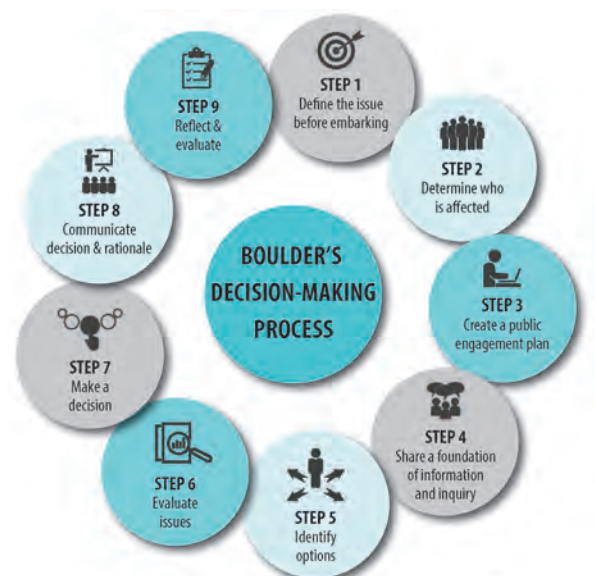 STEP 1
Define the issue
before embarking
STEP 2
Determine who
is affected
STEP 3
Create a public
engagement plan
STEP 4
Share a foundation
of information
and inquiry
STEP 5
Identify
options
STEP 6
Evaluate
issues
STEP 7
Make a
decision
STEP 8
Communicate
decision & rationale
STEP 9
Reflect &
evaluate
BOULDER'S
DECISION-MAKING
PROCESS